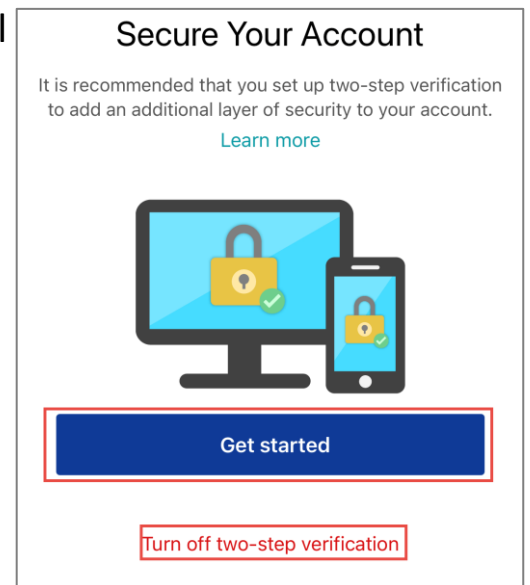 Secure Your Account
It is recommended that you set up two-step verification
to add an additional layer of security to your account.
Learn more
Get started
Turn off two-step verification